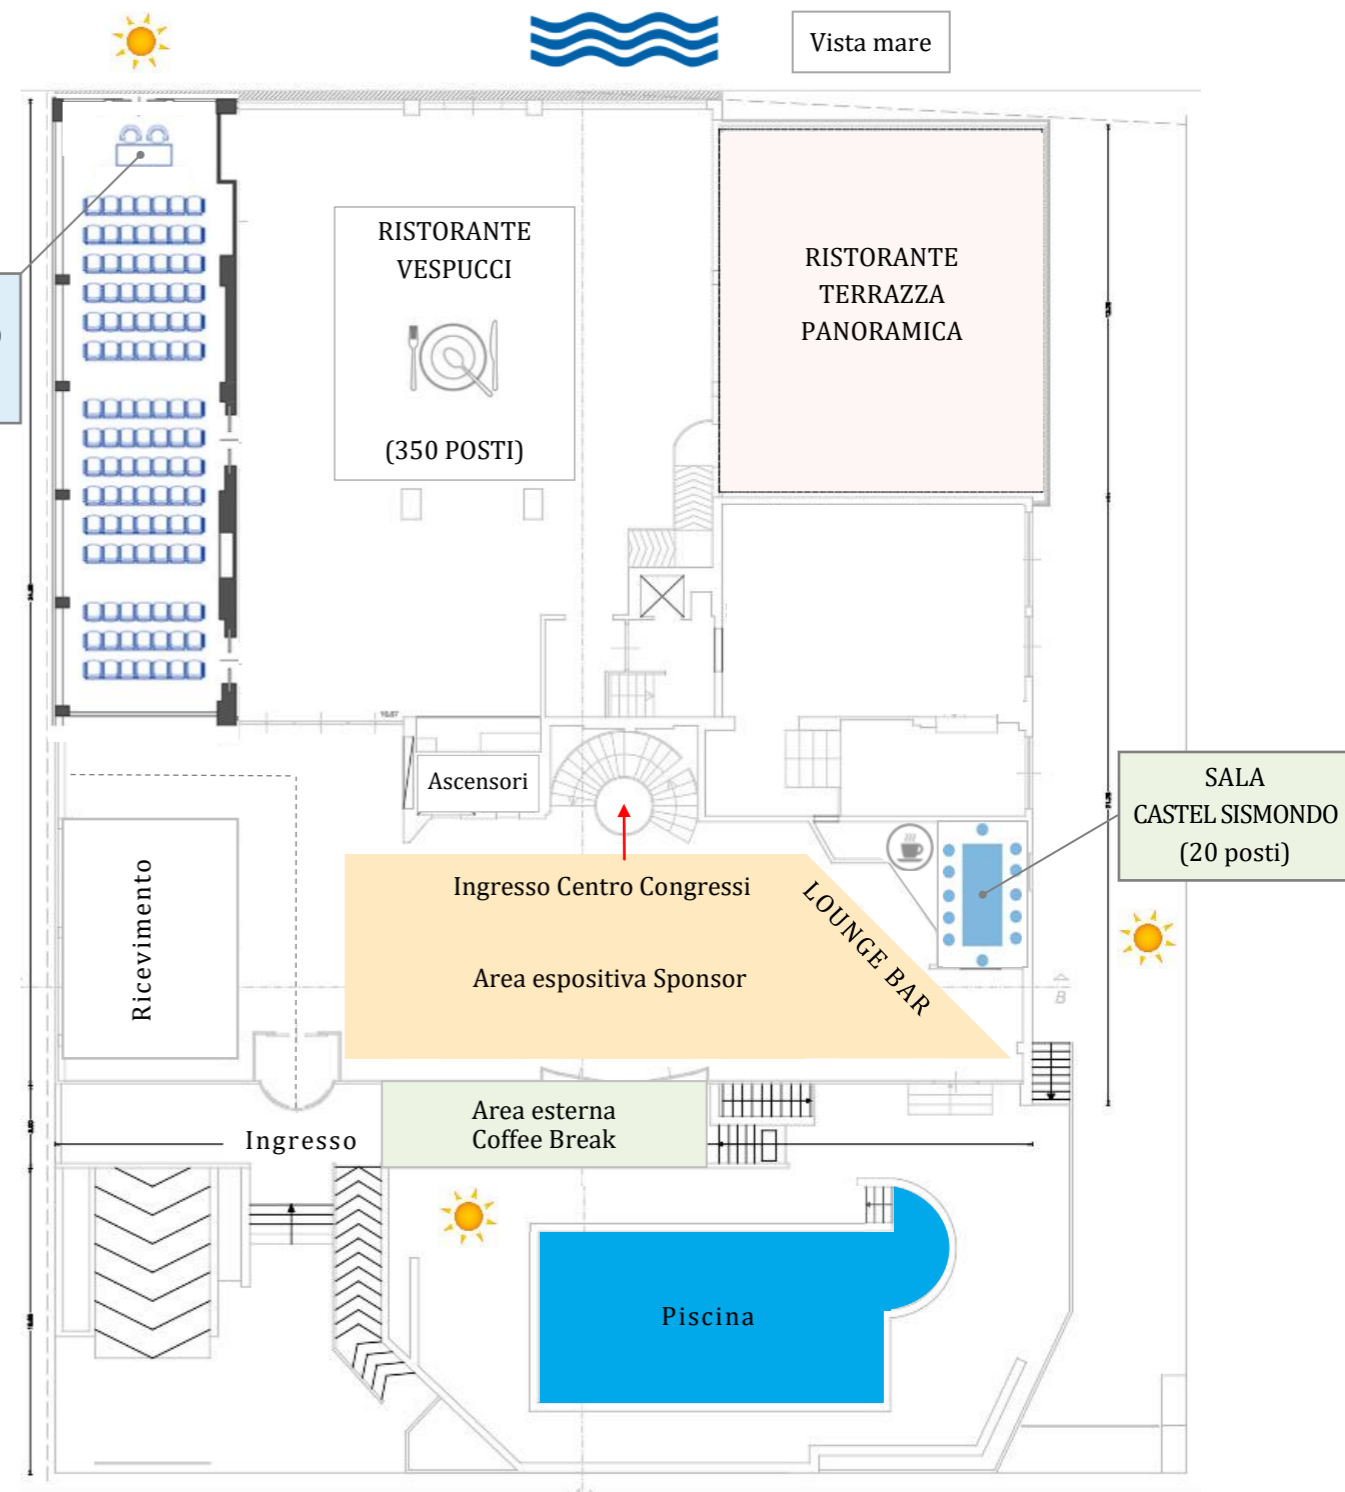 Vista mare
RISTORANTE
VESPUCCI
(350 POSTI)
RISTORANTE
TERRAZZA
PANORAMICA
Ascensori
SALA
CASTEL SISMONDO
(20 posti)
Ricevimento
Ingresso Centro Congressi
Area espositiva Sponsor
LOUNGE BAR
B
Area esterna
Coffee Break
Ingresso
Piscina